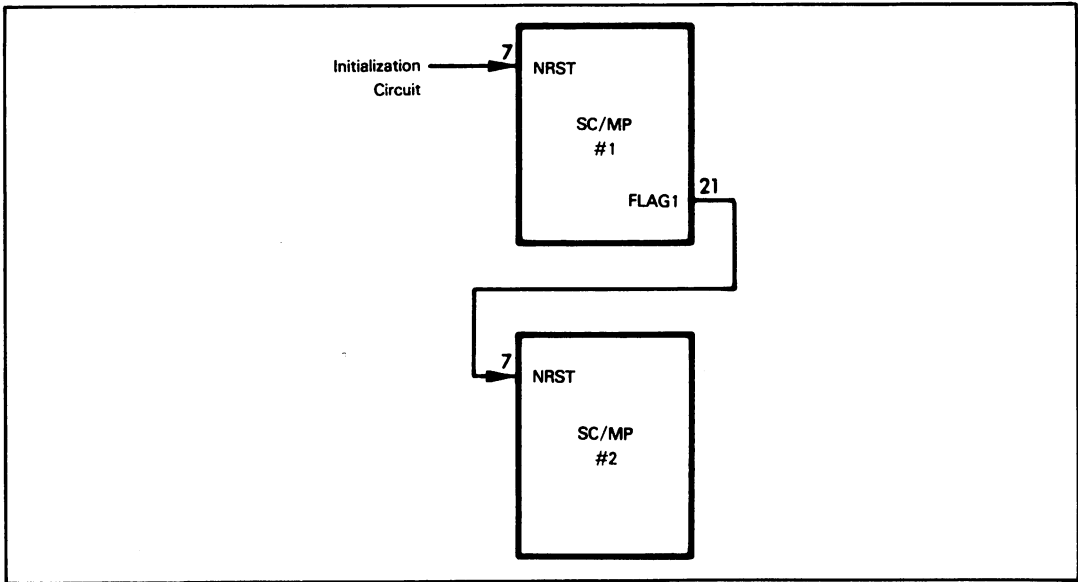 Initialization
Circuit
7
NRST
SC/MP
#1
FLAG1
21
7
NRST
SC/MP
#2